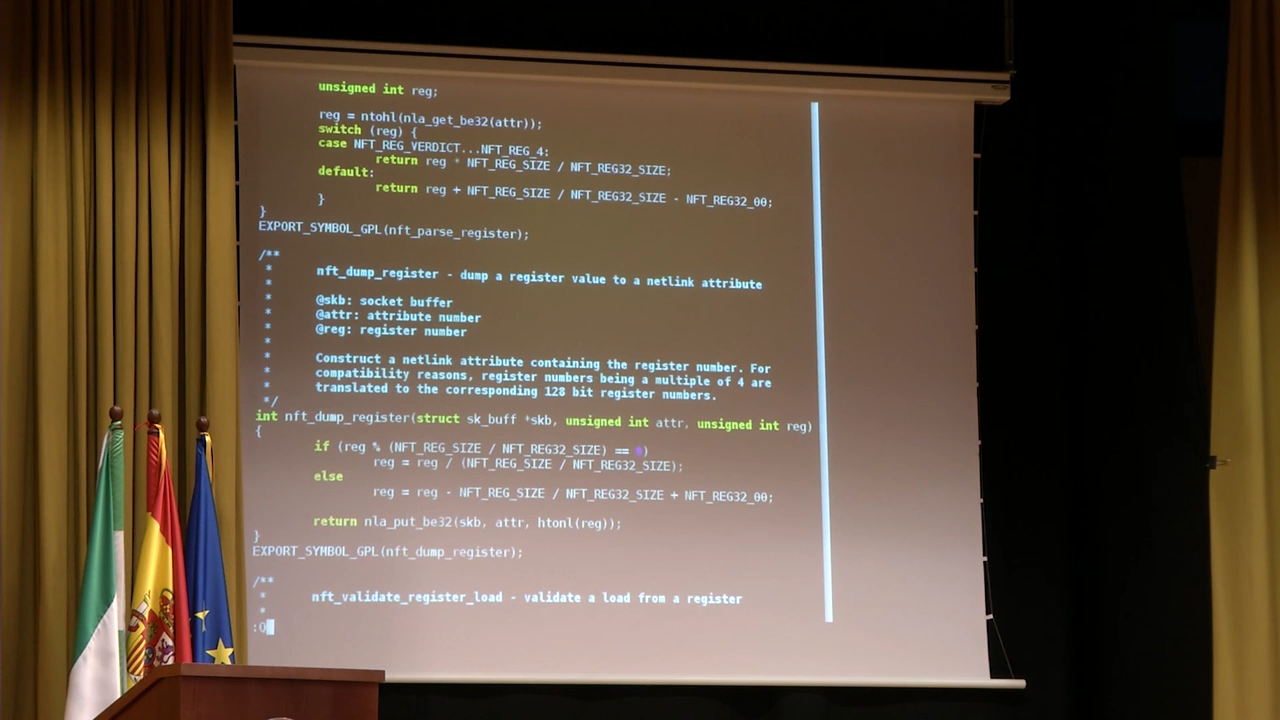 unsigned int reg;
reg = ntohl(nla_get_be32(attr));
switch (reg) {
case NFT_REG_VERDICT...NFT_REG_4:
return reg * NFT_REG_SIZE / NFT_REG32_SIZE;
default:
return reg + NFT_REG_SIZE / NFT_REG32_SIZE - NFT_REG32_00;
}
}
EXPORT_SYMBOL_GPL(nft_parse_register);
/**
*
* nft_dump_register - dump a register value to a netlink attribute
*
* @skb: socket buffer
* @attr: attribute number
* @reg: register number
*
* Construct a netlink attribute containing the register number. For
* compatibility reasons, register numbers being a multiple of 4 are
* translated to the corresponding 128 bit register numbers.
*/
int nft_dump_register(struct sk_buff *skb, unsigned int attr, unsigned int reg)
{
if (reg % (NFT_REG_SIZE / NFT_REG32_SIZE) == 0)
reg = reg / (NFT_REG_SIZE / NFT_REG32_SIZE);
else
reg = reg - NFT_REG_SIZE / NFT_REG32_SIZE + NFT_REG32_00;
return nla_put_be32(skb, attr, htonl(reg));
}
EXPORT_SYMBOL_GPL(nft_dump_register);
/**
* nft_validate_register_load - validate a load from a register
*
:0